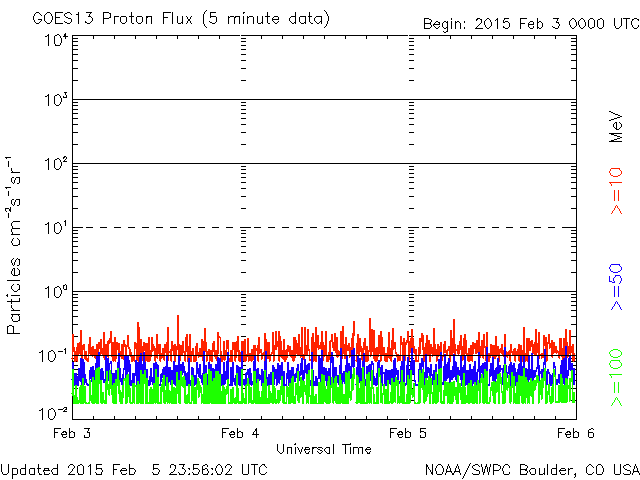 GOES13 Proton Flux (5 minute data)
Begin: 2015 Feb 3 0000 UTC
10⁴
10³
10²
10¹
10⁰
10⁻¹
10⁻²
Particles cm⁻²s⁻¹sr⁻¹
MeV
>=10
>=50
>=100
Feb 3
Feb 4
Feb 5
Feb 6
Universal Time
Updated 2015 Feb 5 23:56:02 UTC
NOAA/SWPC Boulder, CO USA